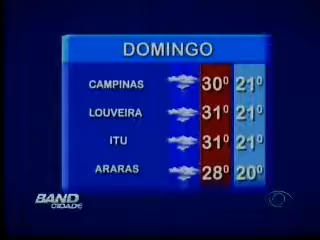 DOMINGO
CAMPINAS 30º 21º
LOUVEIRA 31º 21º
ITU 31º 21º
ARARAS 28º 20º
BAND
CIDADE